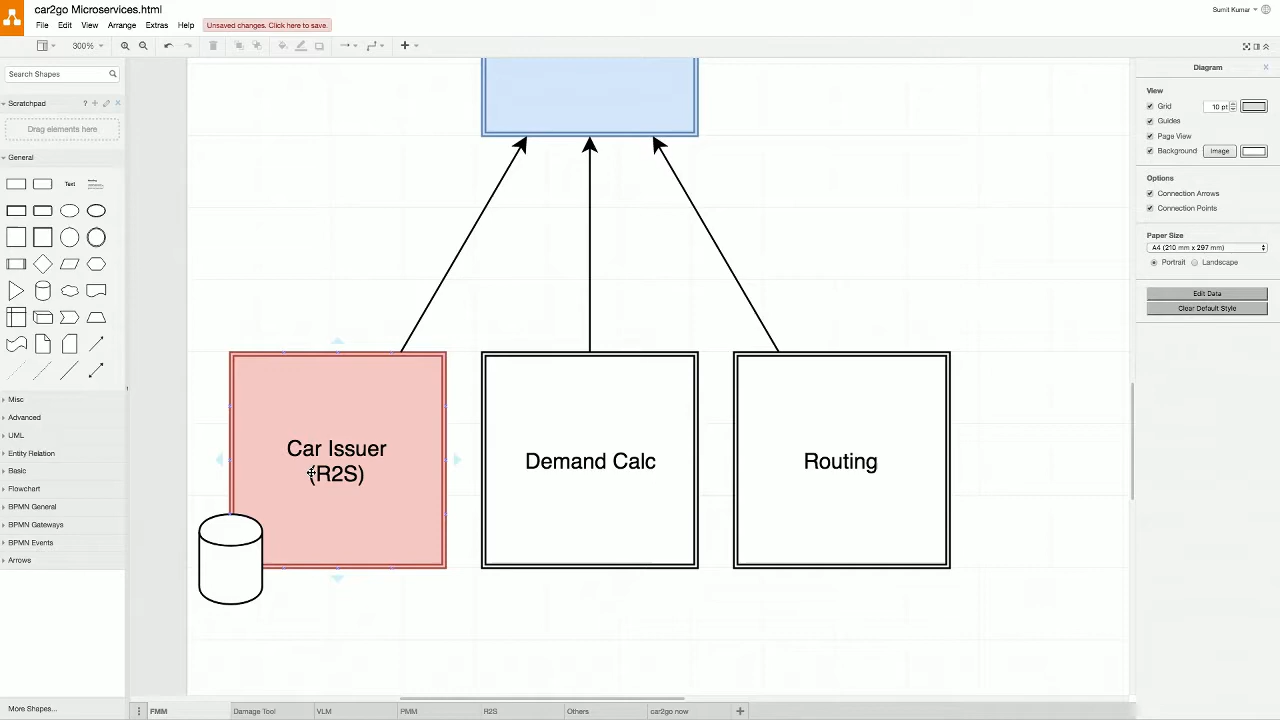 car2go Microservices.html
Sumit Kumar
File Edit View Arrange Extras Help Unsaved changes. Click here to save.
300%
Search Shapes
Scratchpad ?
Drag elements here
General
Text
Misc
Advanced
UML
Entity Relation
Basic
Flowchart
BPMN General
BPMN Gateways
BPMN Events
Arrows
More Shapes...
Car Issuer
(R2S)
Demand Calc
Routing
Diagram
View
Grid 10 pt
Guides
Page View
Background Image
Options
Connection Arrows
Connection Points
Paper Size
A4 (210 mm x 297 mm)
Portrait Landscape
Edit Data
Clear Default Style
FMM Damage Tool VLM PMM R2S Others car2go now